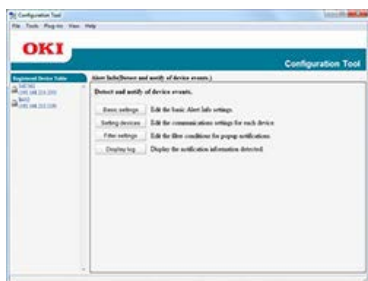 Configuration Tool
File Tools Plug-ins View Help
OKI
Configuration Tool
Registered Device Table
Alert Info(Detect and notify of device events.)
Detect and notify of device events.
Basic settings Edit the basic Alert Info settings.
Setting devices Edit the communications settings for each device.
Filter settings Edit the filter conditions for popup notifications.
Display log Display the notification information detected.